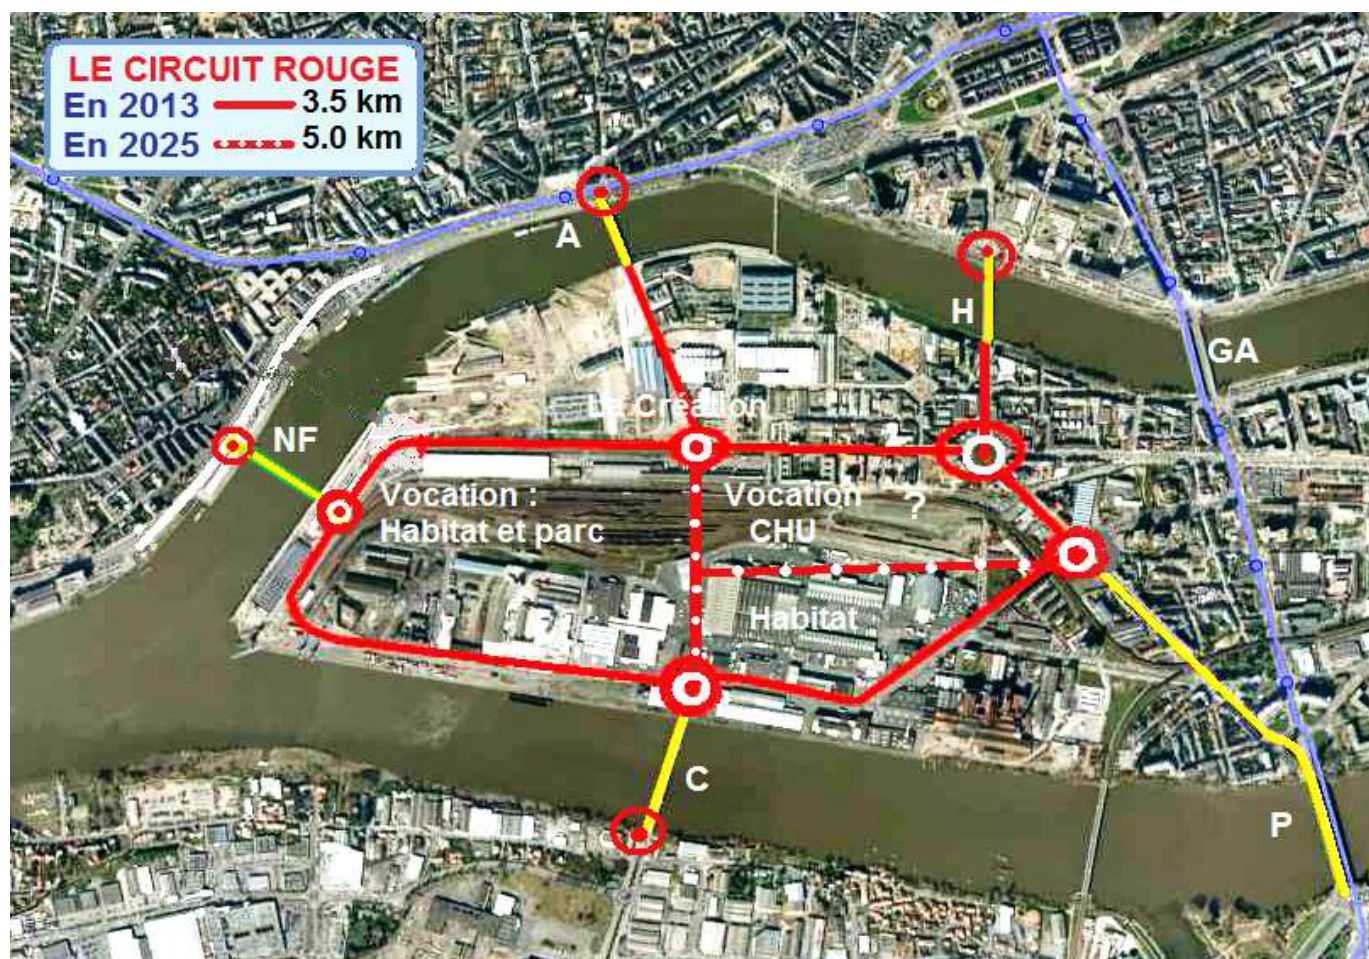 LE CIRCUIT ROUGE
En 2013 3.5 km
En 2025 5.0 km
A
H
GA
La Création
NF
Vocation :
Habitat et parc
Vocation ?
CHU
Habitat
C
P